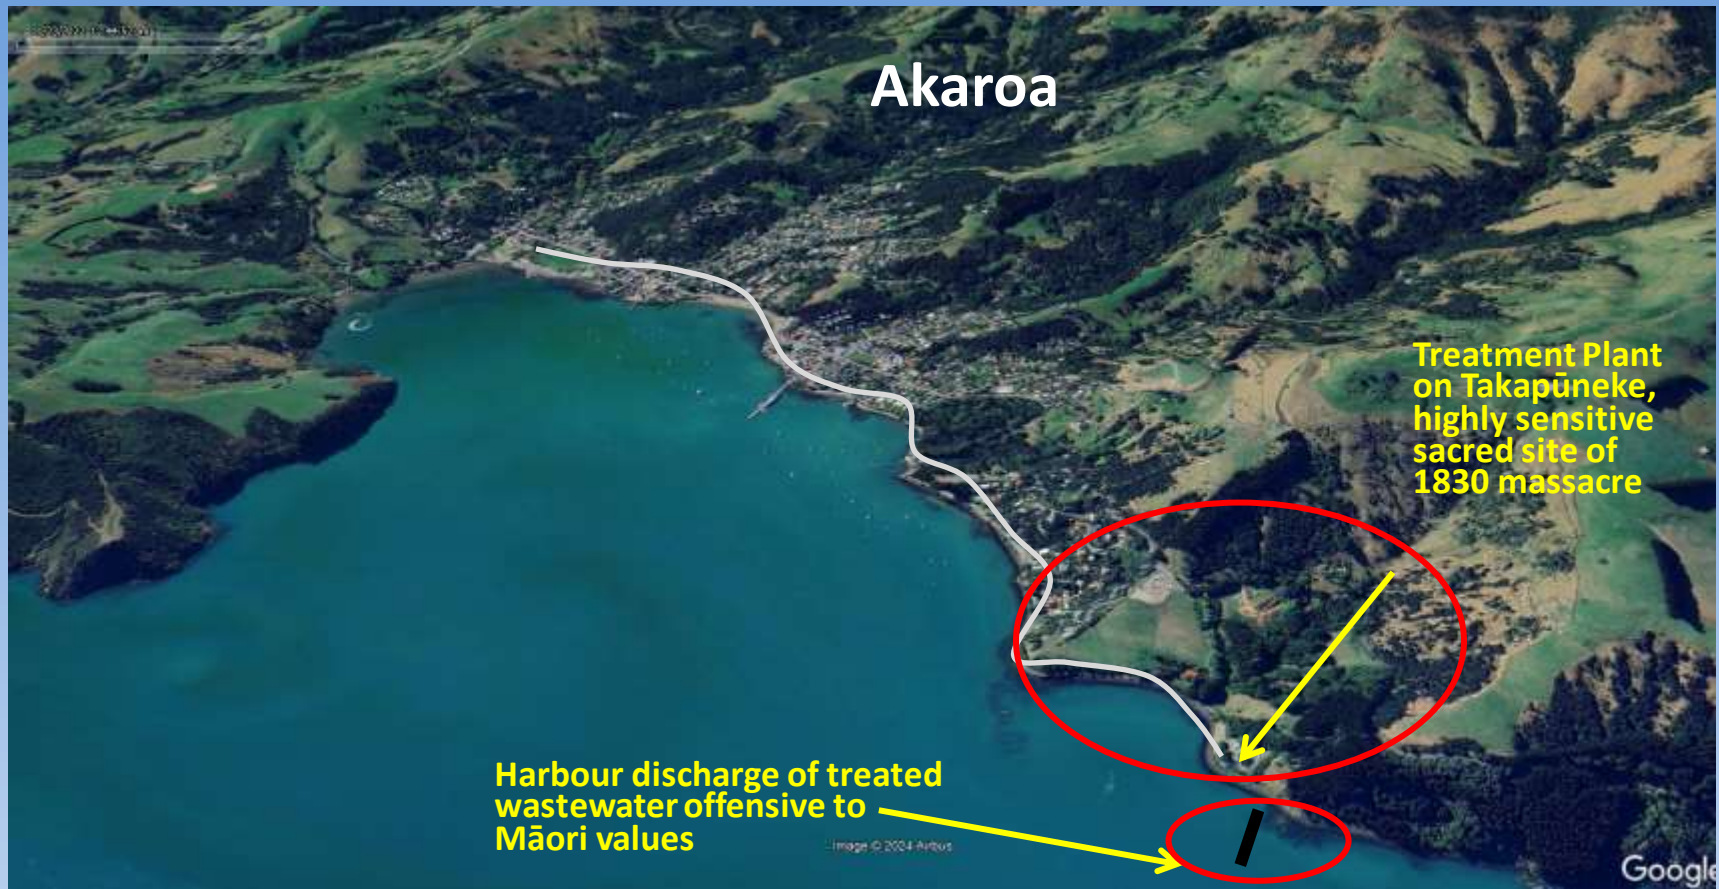 Akaroa
Treatment Plant
on Takapūneke,
highly sensitive
sacred site of
1830 massacre
Harbour discharge of treated
wastewater offensive to
Māori values
Image © 2024 Airbus
Google